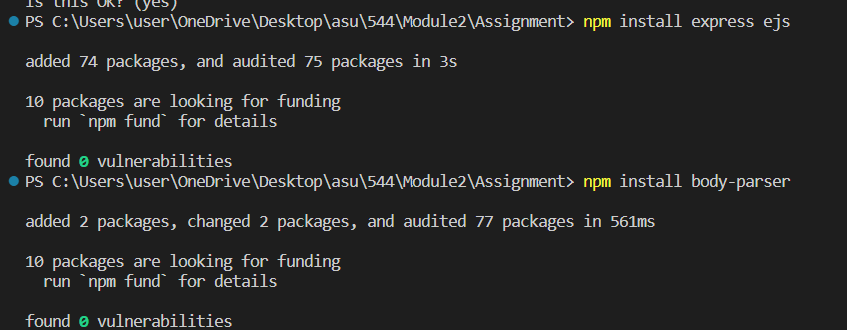 Is this OK? (yes)
PS C:\Users\user\OneDrive\Desktop\asu\544\Module2\Assignment> npm install express ejs
added 74 packages, and audited 75 packages in 3s
10 packages are looking for funding
run `npm fund` for details
found 0 vulnerabilities
PS C:\Users\user\OneDrive\Desktop\asu\544\Module2\Assignment> npm install body-parser
added 2 packages, changed 2 packages, and audited 77 packages in 561ms
10 packages are looking for funding
run `npm fund` for details
found 0 vulnerabilities